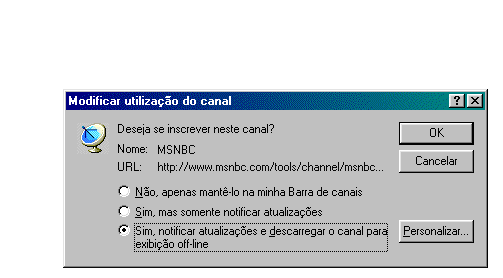 Modificar utilização do canal
Deseja se inscrever neste canal?
Nome: MSNBC
URL: http://www.msnbc.com/tools/channel/msnbc...
OK
Cancelar
Não, apenas mantê-lo na minha Barra de canais
Sim, mas somente notificar atualizações
Sim, notificar atualizações e descarregar o canal para
exibição off-line
Personalizar...